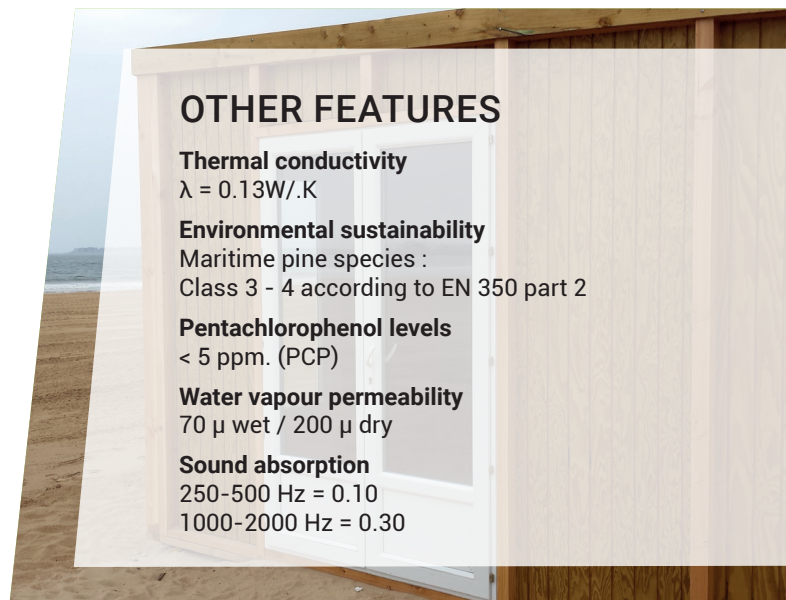 OTHER FEATURES
Thermal conductivity
λ = 0.13W/.K
Environmental sustainability
Maritime pine species :
Class 3 - 4 according to EN 350 part 2
Pentachlorophenol levels
< 5 ppm. (PCP)
Water vapour permeability
70 μ wet / 200 μ dry
Sound absorption
250-500 Hz = 0.10
1000-2000 Hz = 0.30